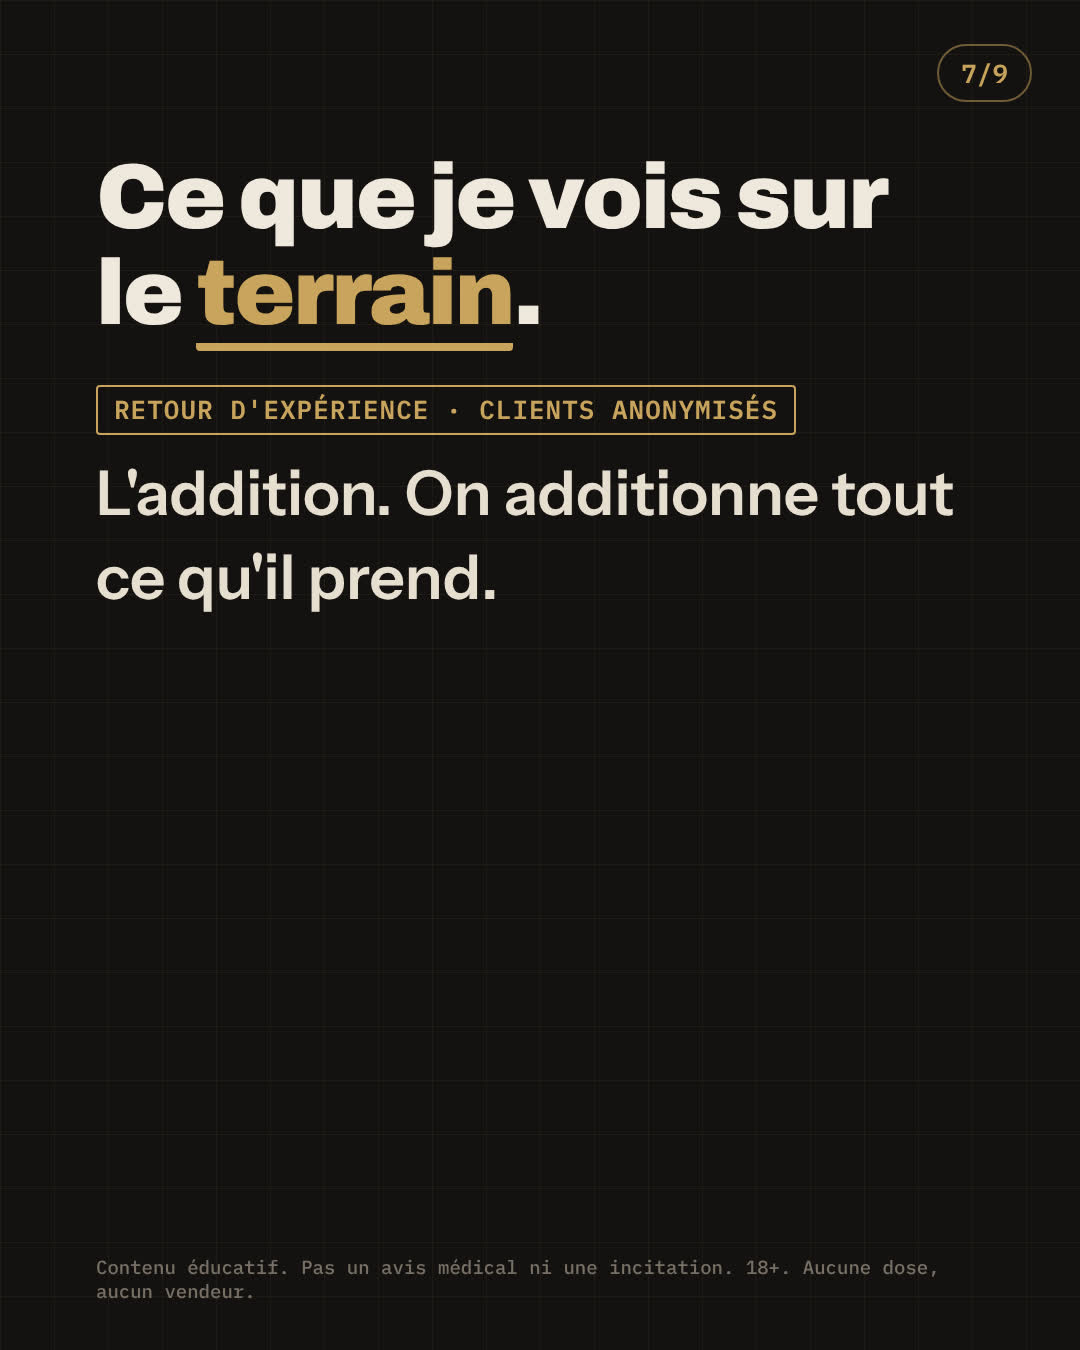 7/9
Ce que je vois sur
le terrain.
RETOUR D'EXPÉRIENCE · CLIENTS ANONYMISÉS
L'addition. On additionne tout
ce qu'il prend.
Contenu éducatif. Pas un avis médical ni une incitation. 18+. Aucune dose,
aucun vendeur.